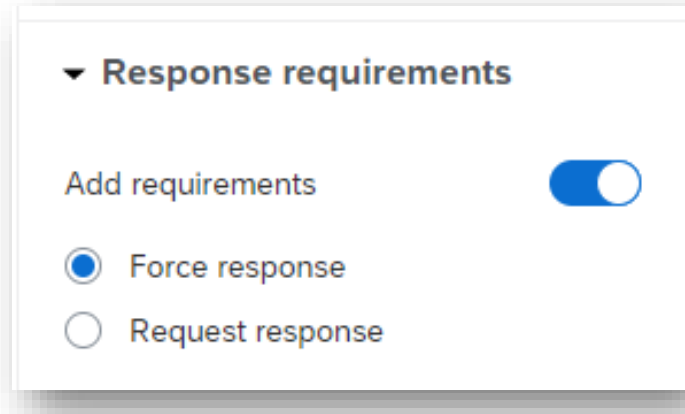 Response requirements
Add requirements
Force response
Request response